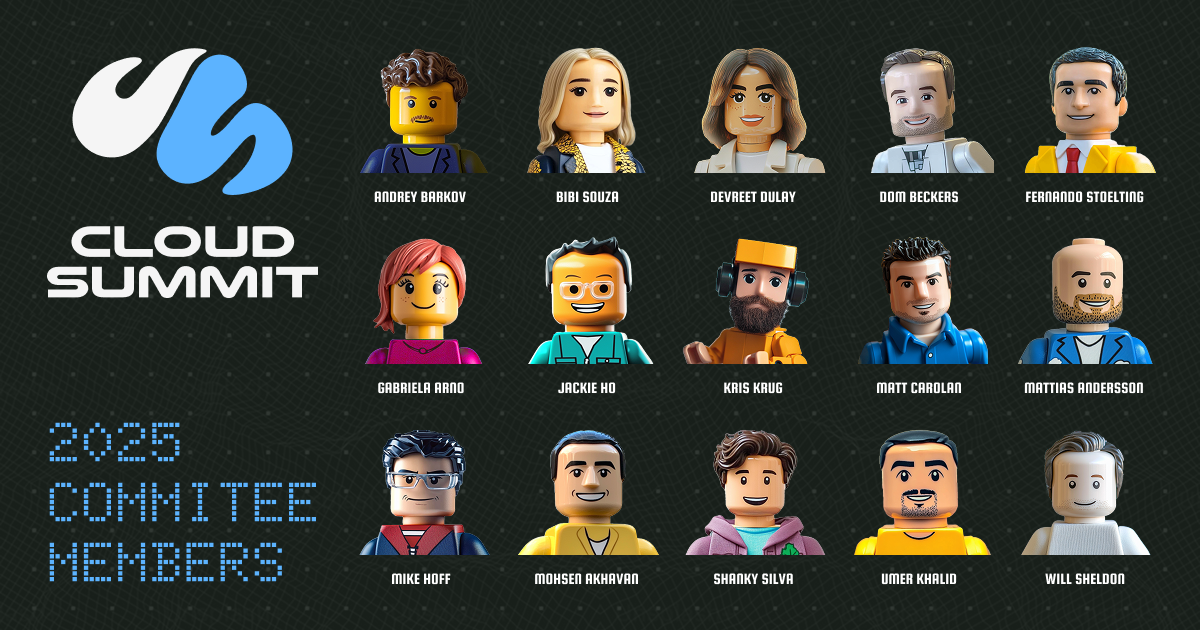 CLOUD
SUMMIT
2025
COMMITEE
MEMBERS
ANDREY BARKOV
BIBI SOUZA
DEVREET DULAY
DOM BECKERS
FERNANDO STOELTING
GABRIELA ARNO
JACKIE HO
KRIS KRUG
MATT CAROLAN
MATTIAS ANDERSSON
MIKE HOFF
MOHSEN AKHAVAN
SHANKY SILVA
UMER KHALID
WILL SHELDON